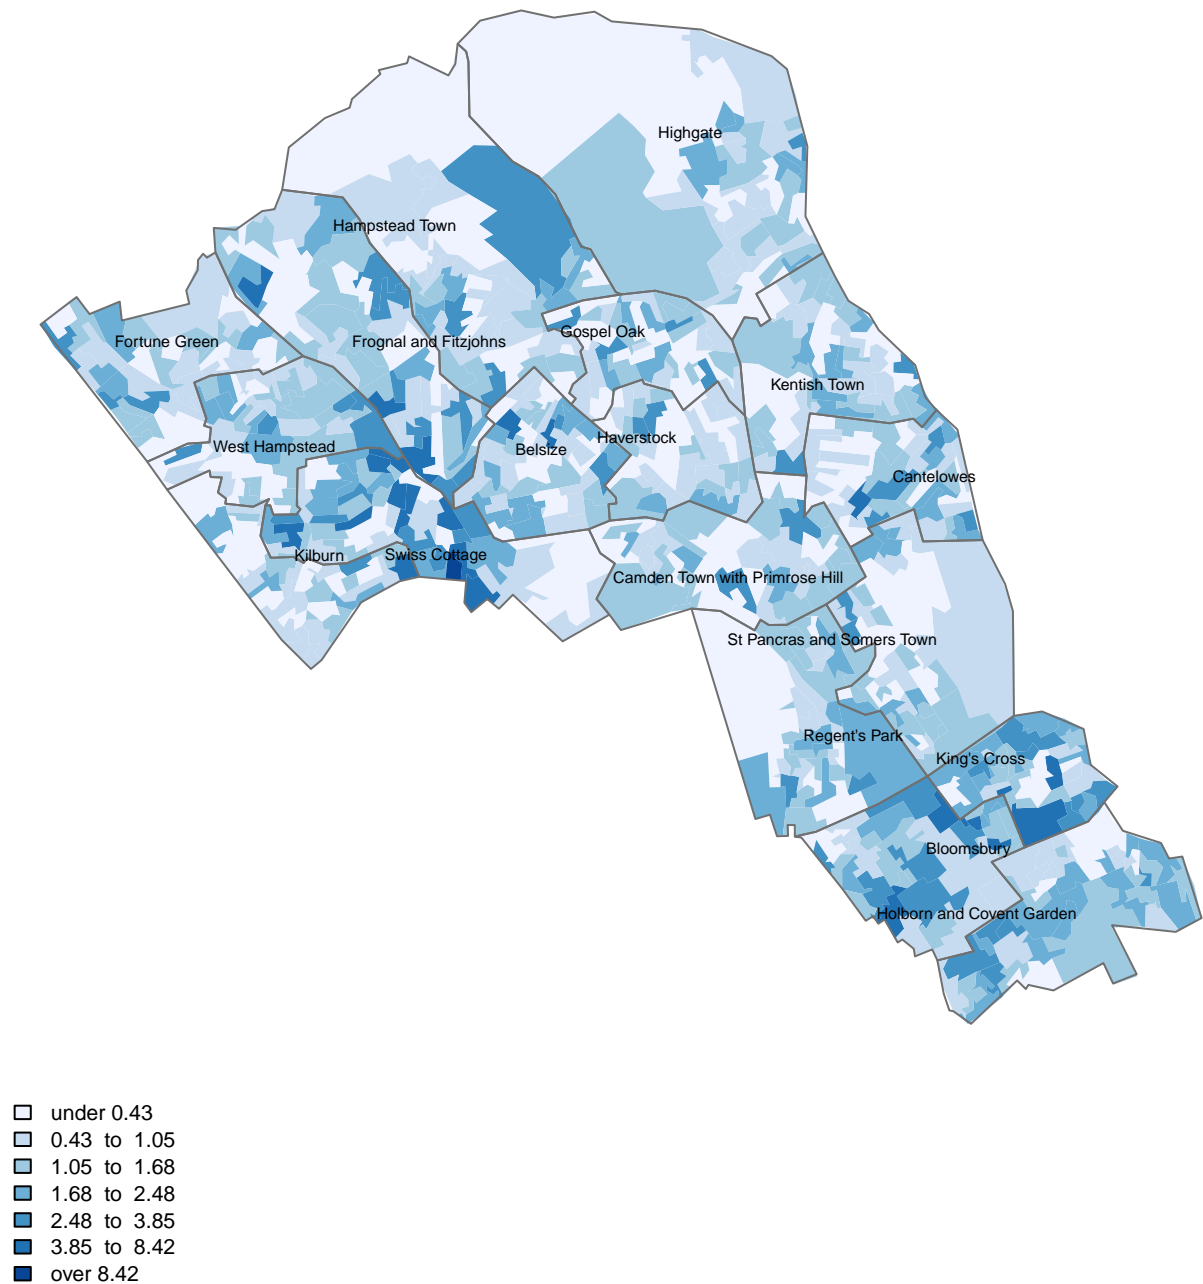 Highgate
Hampstead Town
Gospel Oak
Fortune Green
Frognal and Fitzjohns
Kentish Town
Haverstock
West Hampstead
Belsize
Cantelowes
Kilburn
Swiss Cottage
Camden Town with Primrose Hill
St Pancras and Somers Town
Regent's Park
King's Cross
Bloomsbury
Holborn and Covent Garden
under 0.43
0.43 to 1.05
1.05 to 1.68
1.68 to 2.48
2.48 to 3.85
3.85 to 8.42
over 8.42